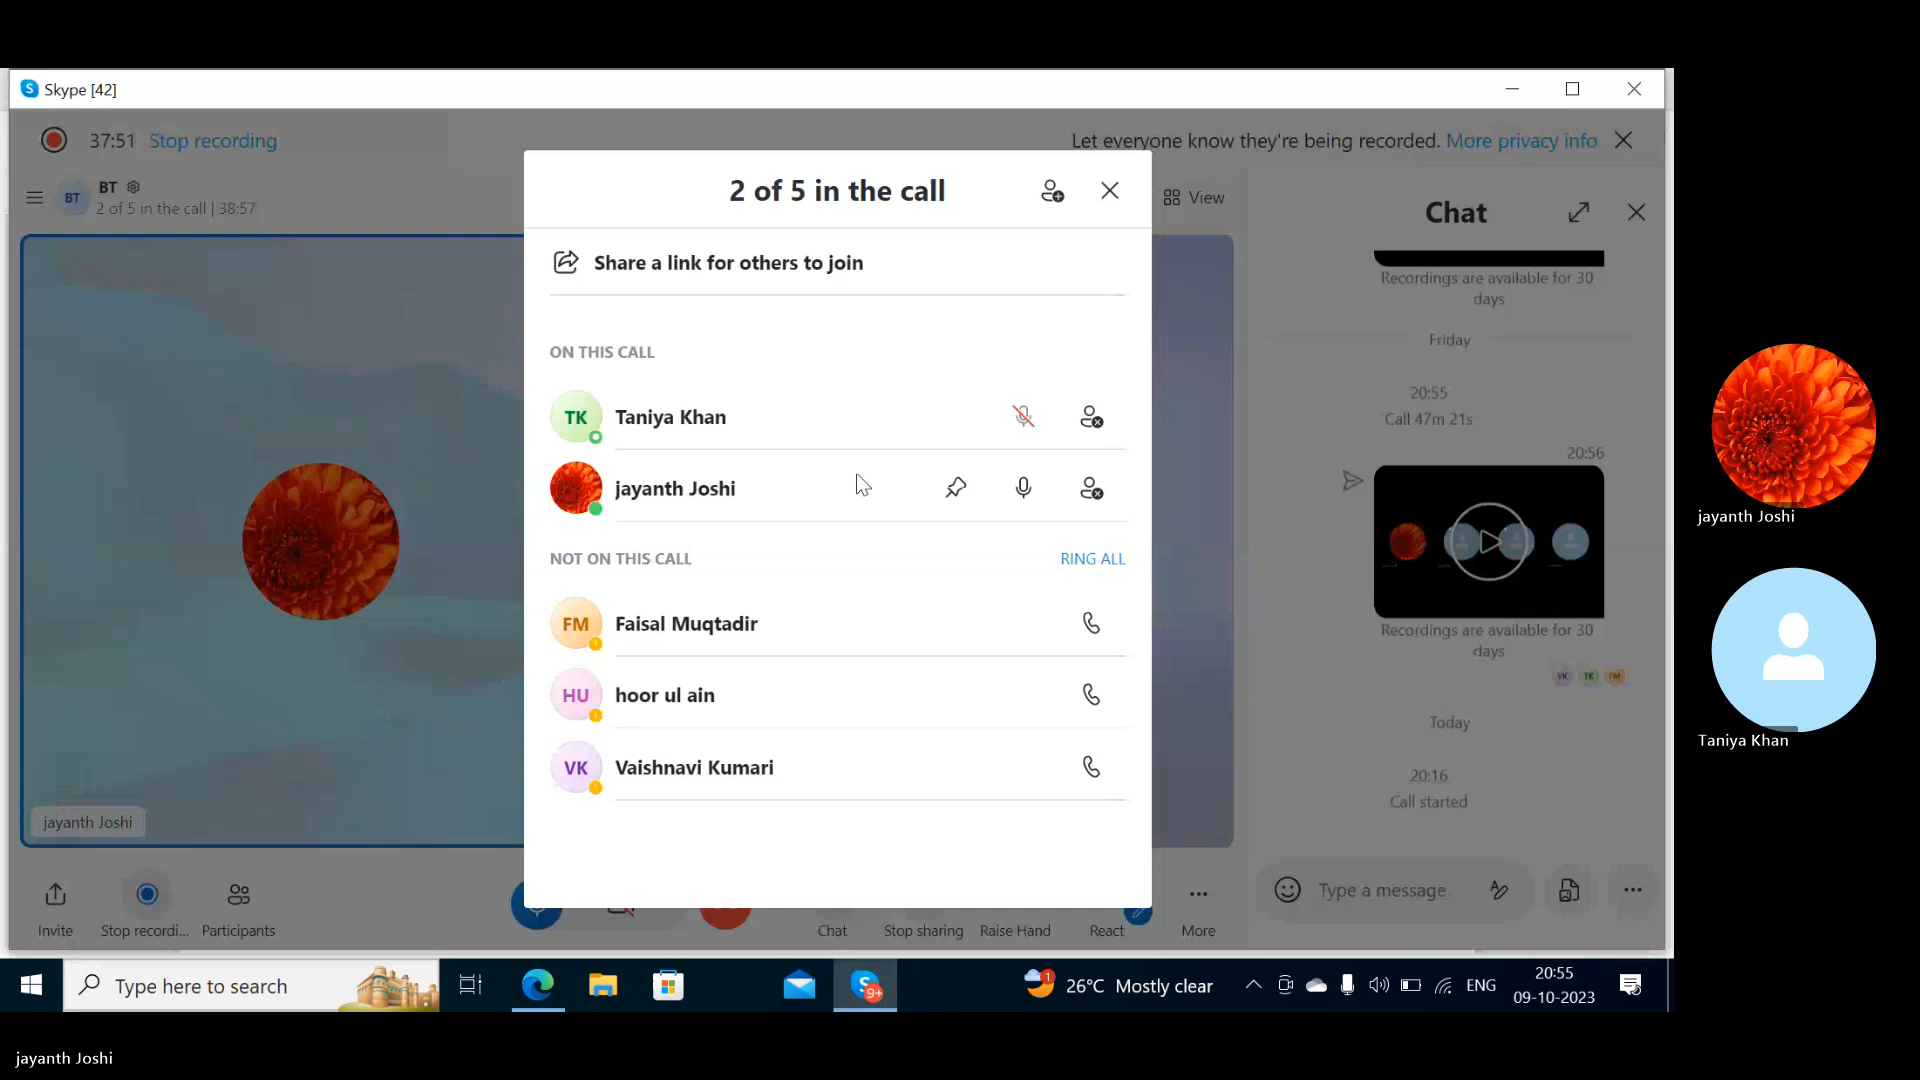 Skype [42]
37:51 Stop recording
Let everyone know they're being recorded. More privacy info
BT
BT
2 of 5 in the call | 38:57
2 of 5 in the call
View
Chat
Share a link for others to join
Recordings are available for 30
days
ON THIS CALL
Friday
20:55
Call 47m 21s
TK
Taniya Khan
20:56
jayanth Joshi
NOT ON THIS CALL
RING ALL
FM
Faisal Muqtadir
Recordings are available for 30
days
VK TK FM
HU
hoor ul ain
Today
VK
Vaishnavi Kumari
20:16
Call started
jayanth Joshi
Type a message
Invite
Stop recordi...
Participants
Chat
Stop sharing
Raise Hand
React
More
jayanth Joshi
Taniya Khan
Type here to search
S
9+
1
26°C Mostly clear
ENG
20:55
09-10-2023
jayanth Joshi